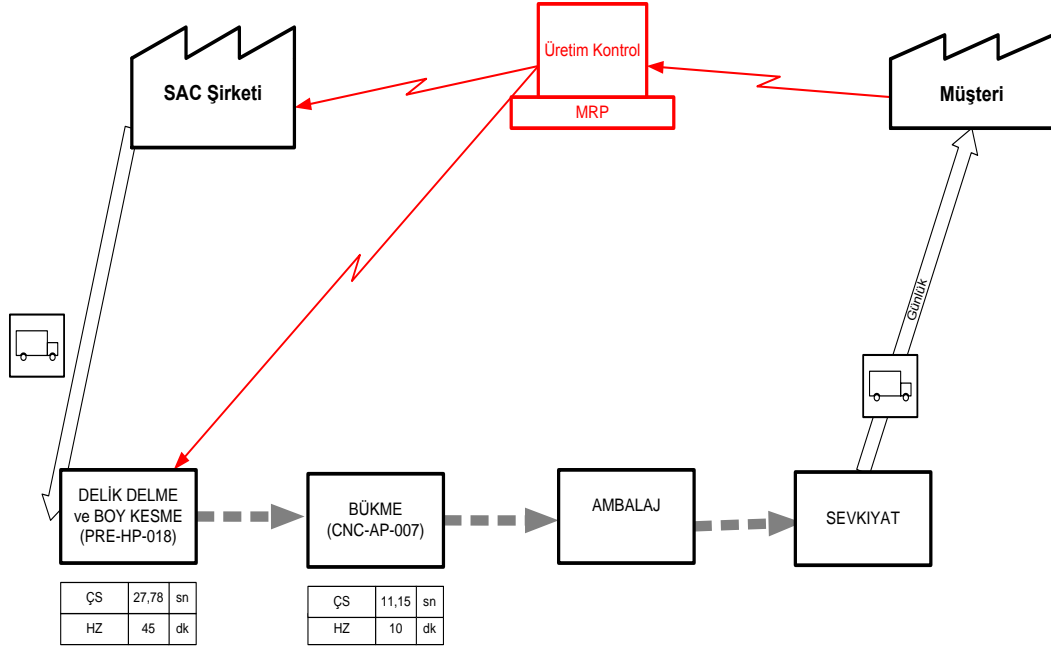 Üretim Kontrol
SAC Şirketi
Müşteri
MRP
Günlük
DELİK DELME
ve BOY KESME
(PRE-HP-018)
BÜKME
(CNC-AP-007)
AMBALAJ
SEVKIYAT
ÇS 27,78 sn
HZ 45 dk
ÇS 11,15 sn
HZ 10 dk